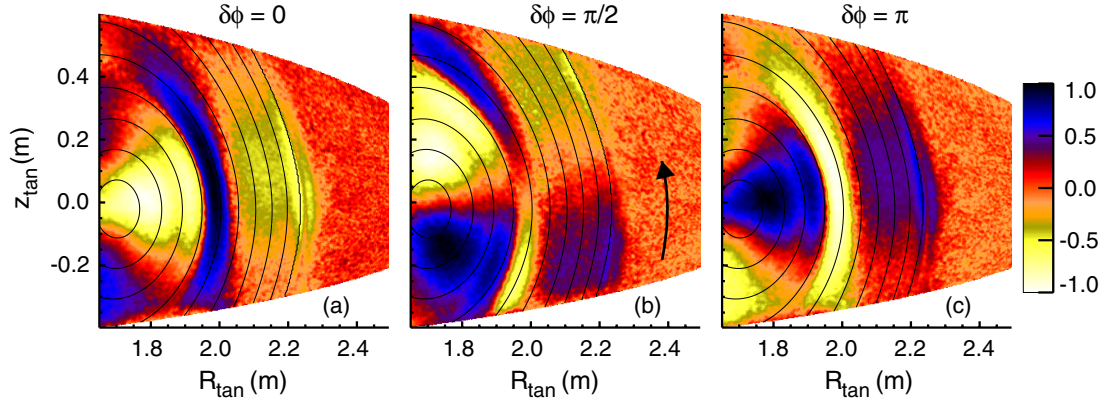 δϕ = 0
δϕ = π/2
δϕ = π
z_tan (m)
0.4
0.2
0.0
-0.2
(a)
(b)
(c)
1.0
0.5
0.0
-0.5
-1.0
1.8 2.0 2.2 2.4
1.8 2.0 2.2 2.4
1.8 2.0 2.2 2.4
R_tan (m)
R_tan (m)
R_tan (m)